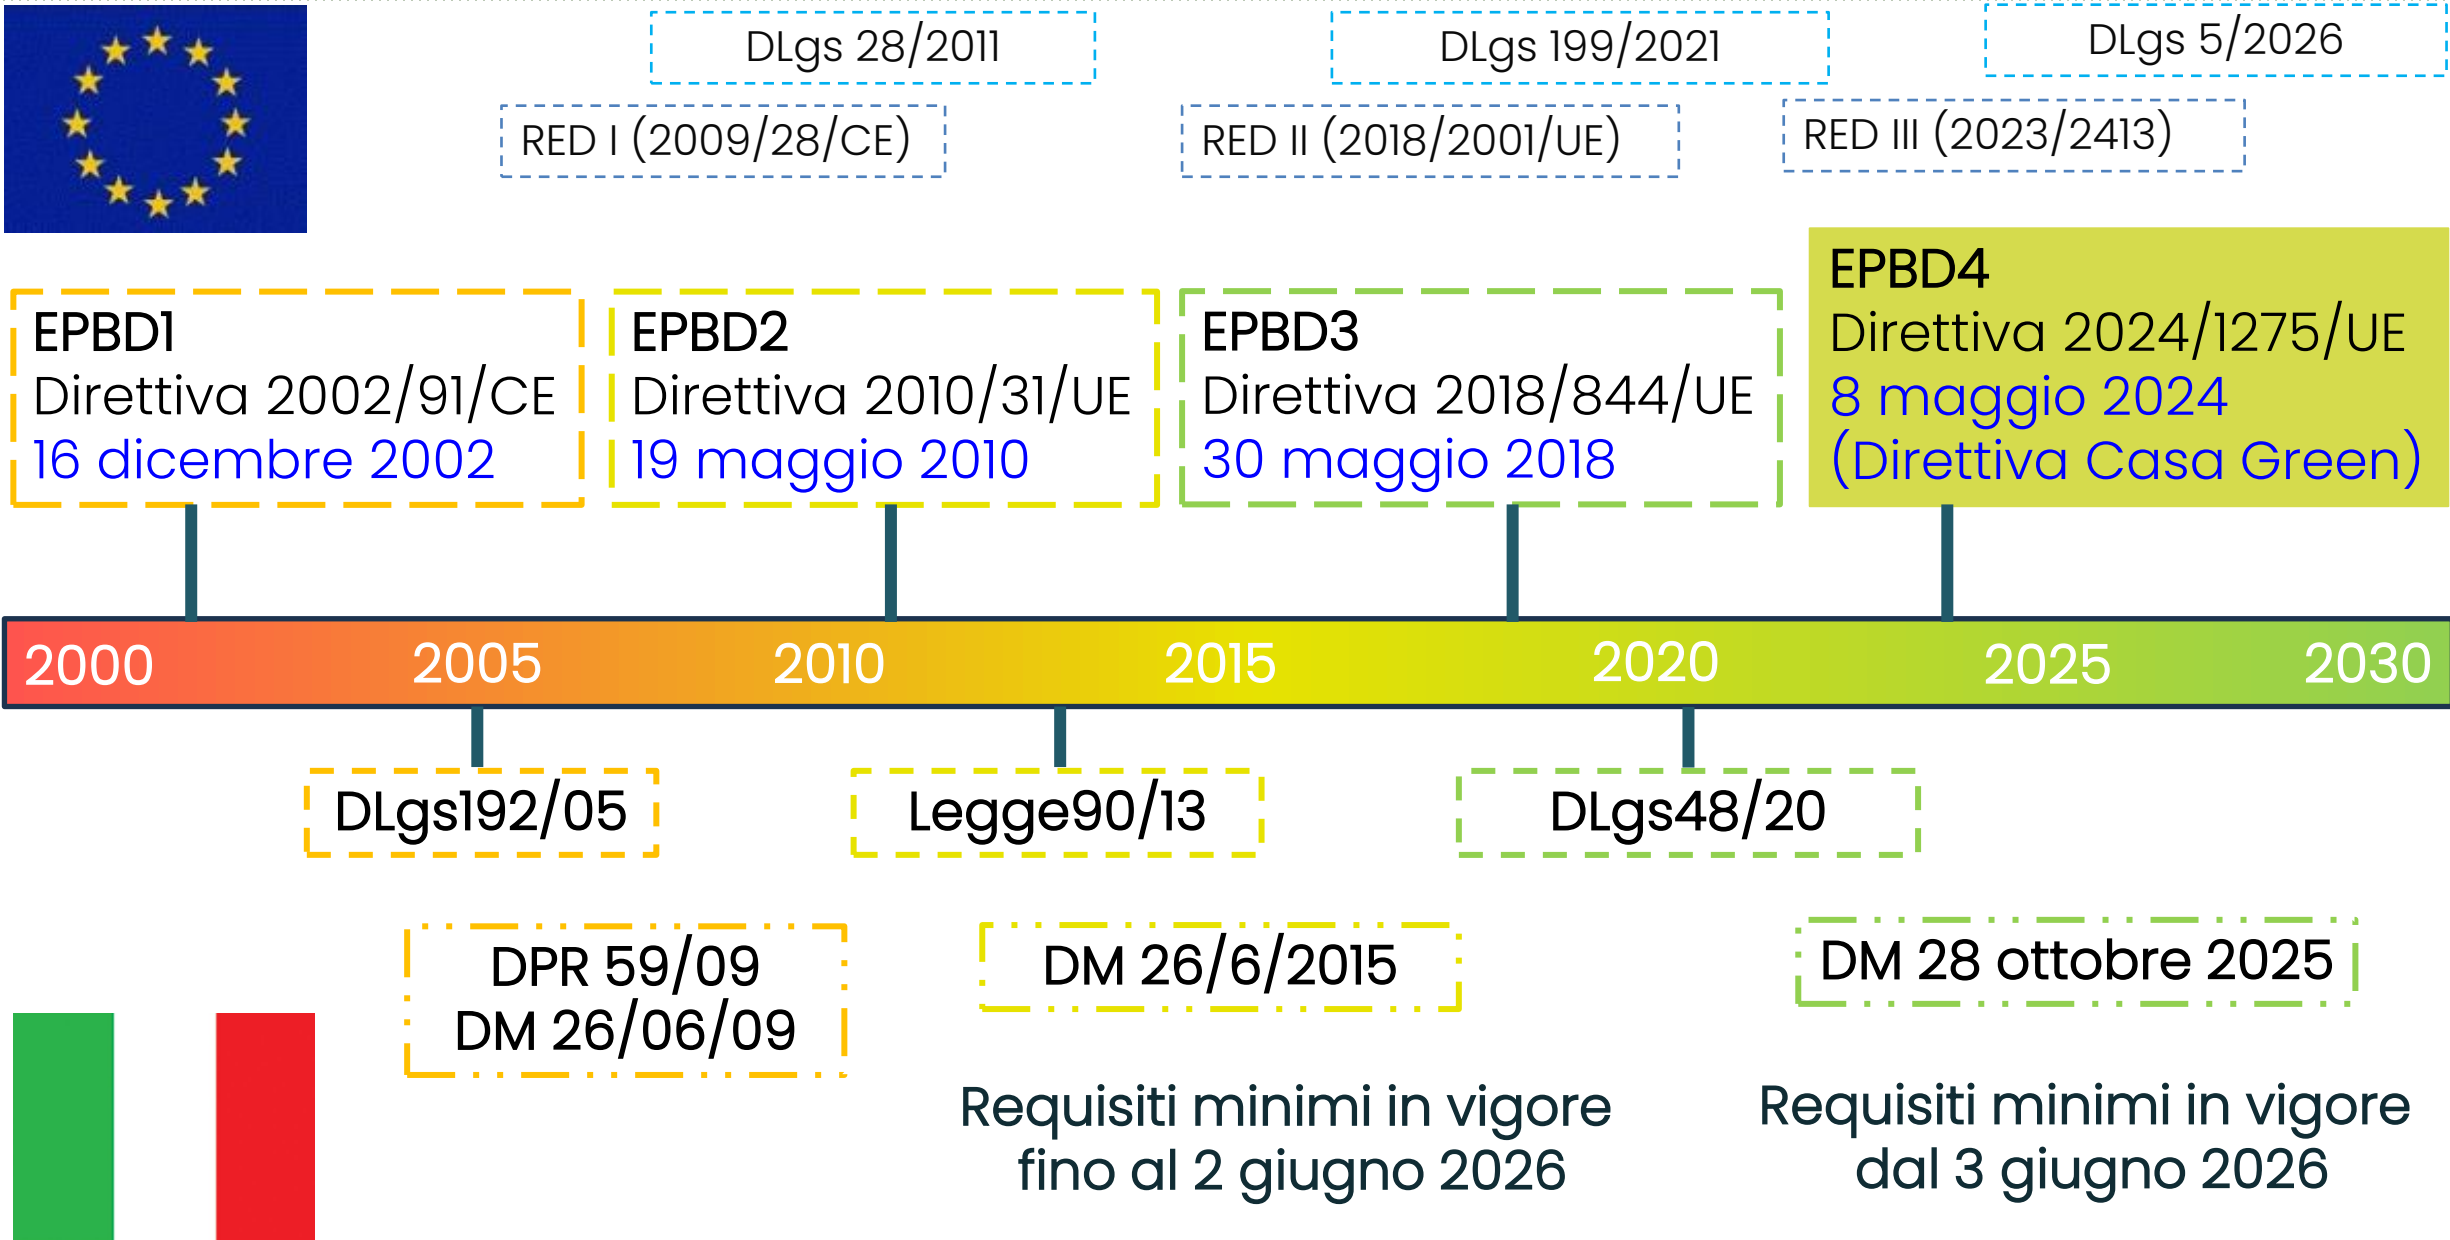 DLgs 28/2011
DLgs 199/2021
DLgs 5/2026
RED I (2009/28/CE)
RED II (2018/2001/UE)
RED III (2023/2413)
EPBD1
Direttiva 2002/91/CE
16 dicembre 2002
EPBD2
Direttiva 2010/31/UE
19 maggio 2010
EPBD3
Direttiva 2018/844/UE
30 maggio 2018
EPBD4
Direttiva 2024/1275/UE
8 maggio 2024
(Direttiva Casa Green)
2000 2005 2010 2015 2020 2025 2030
DLgs192/05
Legge90/13
DLgs48/20
DPR 59/09
DM 26/06/09
DM 26/6/2015
DM 28 ottobre 2025
Requisiti minimi in vigore
fino al 2 giugno 2026
Requisiti minimi in vigore
dal 3 giugno 2026